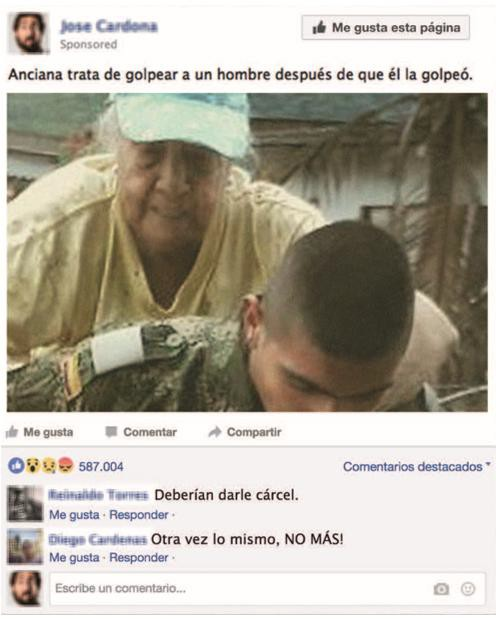 Jose Cardona
Sponsored
Me gusta esta página
Anciana trata de golpear a un hombre después de que él la golpeó.
Me gusta Comentar Compartir
587.004 Comentarios destacados
Reinaldo Torres Deberían darle cárcel.
Me gusta · Responder ·
Diego Cardenas Otra vez lo mismo, NO MÁS!
Me gusta · Responder ·
Escribe un comentario...